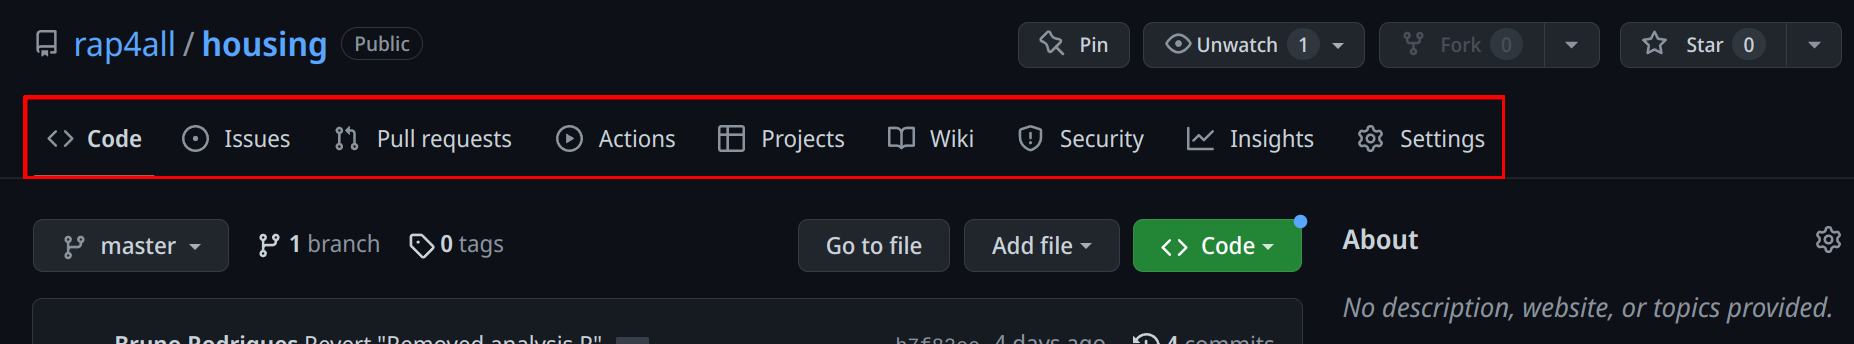 rap4all / housing Public Pin Unwatch 1 Fork 0 Star 0
Code Issues Pull requests Actions Projects Wiki Security Insights Settings
master 1 branch 0 tags Go to file Add file Code About
No description, website, or topics provided.
Bruno Rodrigues Revert "Removed analysis.R" 4 days ago 4 commits